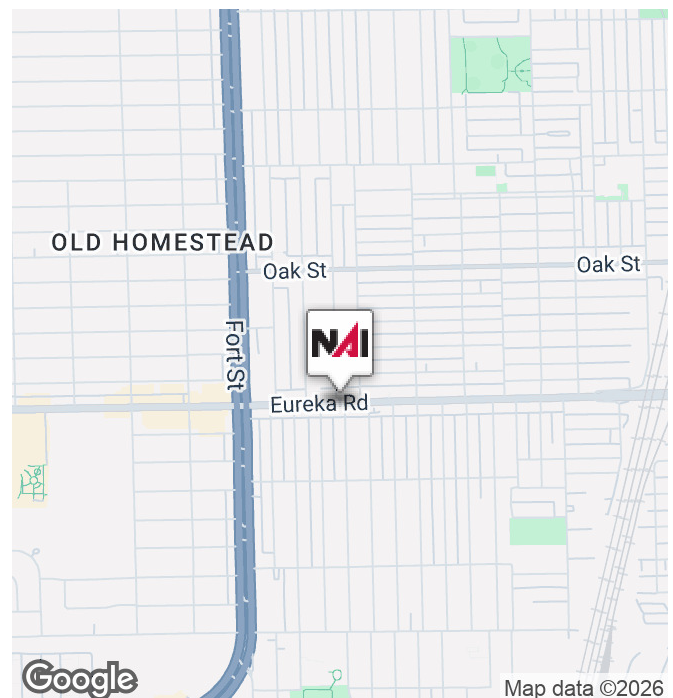 OLD HOMESTEAD
Oak St
Oak St
Fort St
NAI
Eureka Rd
Google
Map data ©2026